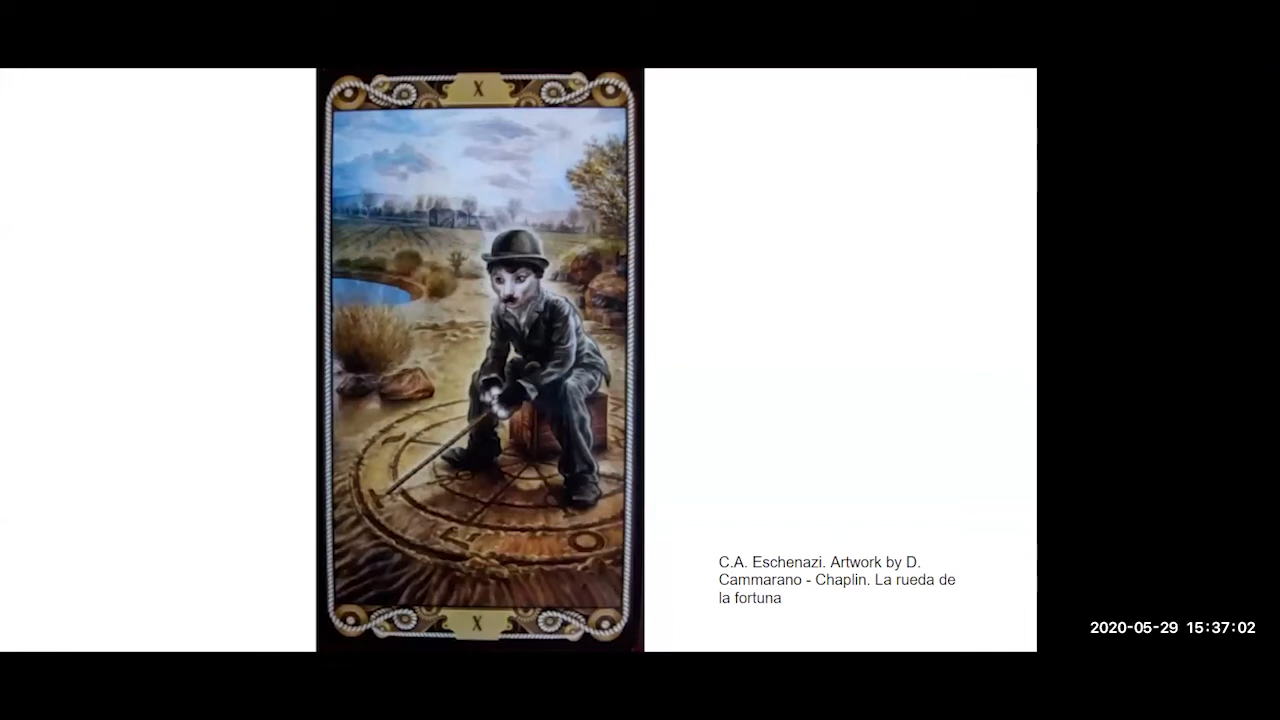 X
C.A. Eschenazi. Artwork by D.
Cammarano - Chaplin. La rueda de
la fortuna
2020-05-29 15:37:02
X